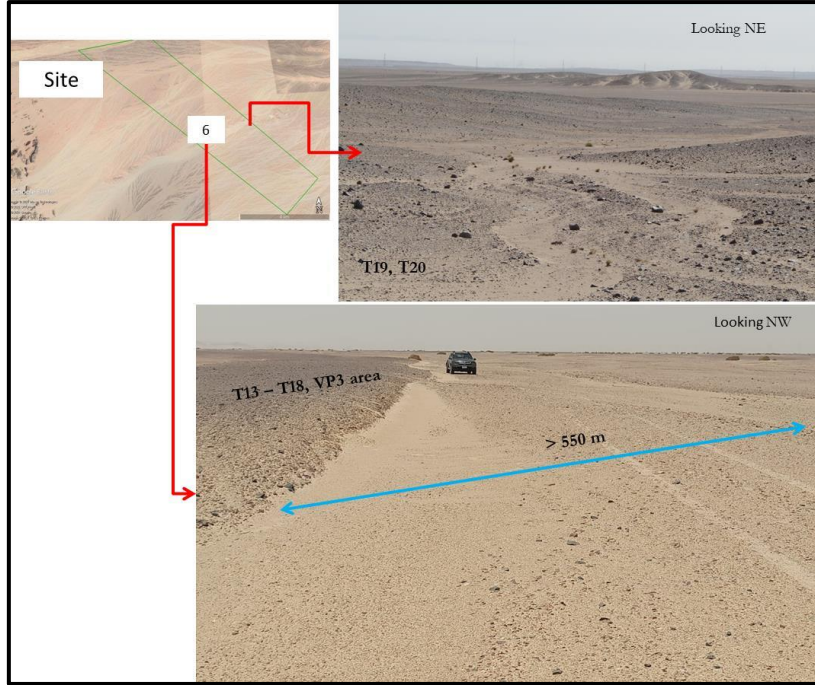 Site
6
Looking NE
T19, T20
Looking NW
T13 – T18, VP3 area
> 550 m